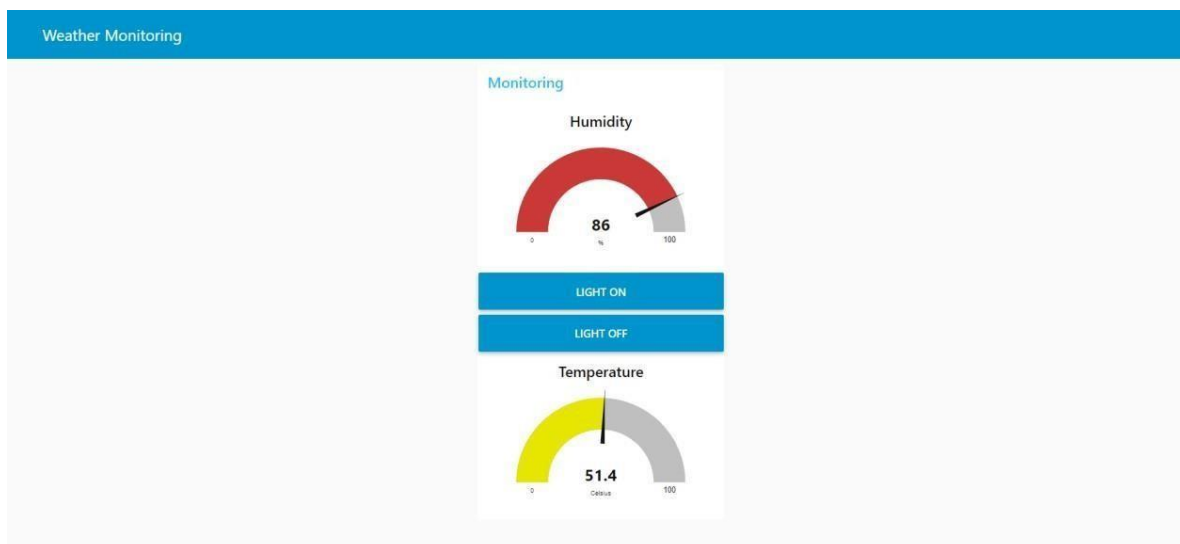 Weather Monitoring
Monitoring
Humidity
86
%
0
100
LIGHT ON
LIGHT OFF
Temperature
51.4
Celsius
0
100